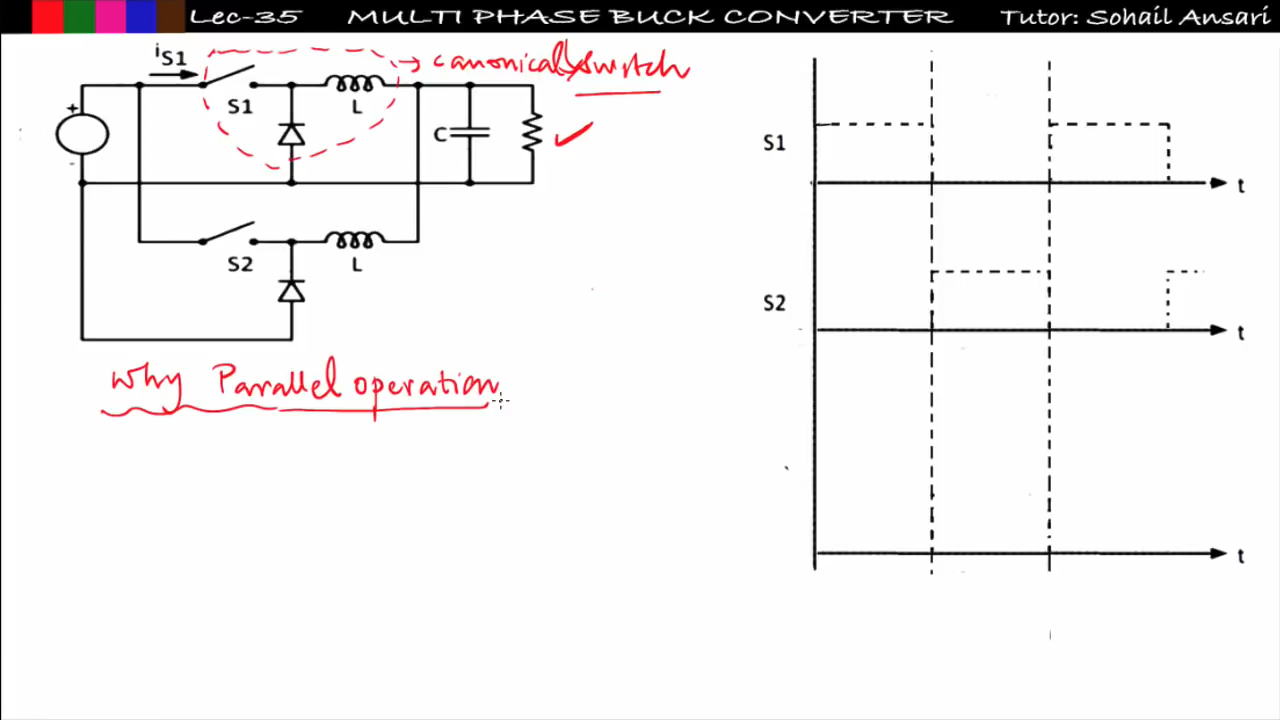 Lec-35 MULTI PHASE BUCK CONVERTER Tutor: Sohail Ansari
iS1
canonical switch
+
S1
L
C
-
S2
L
Why Parallel operation
S1
t
S2
t
t